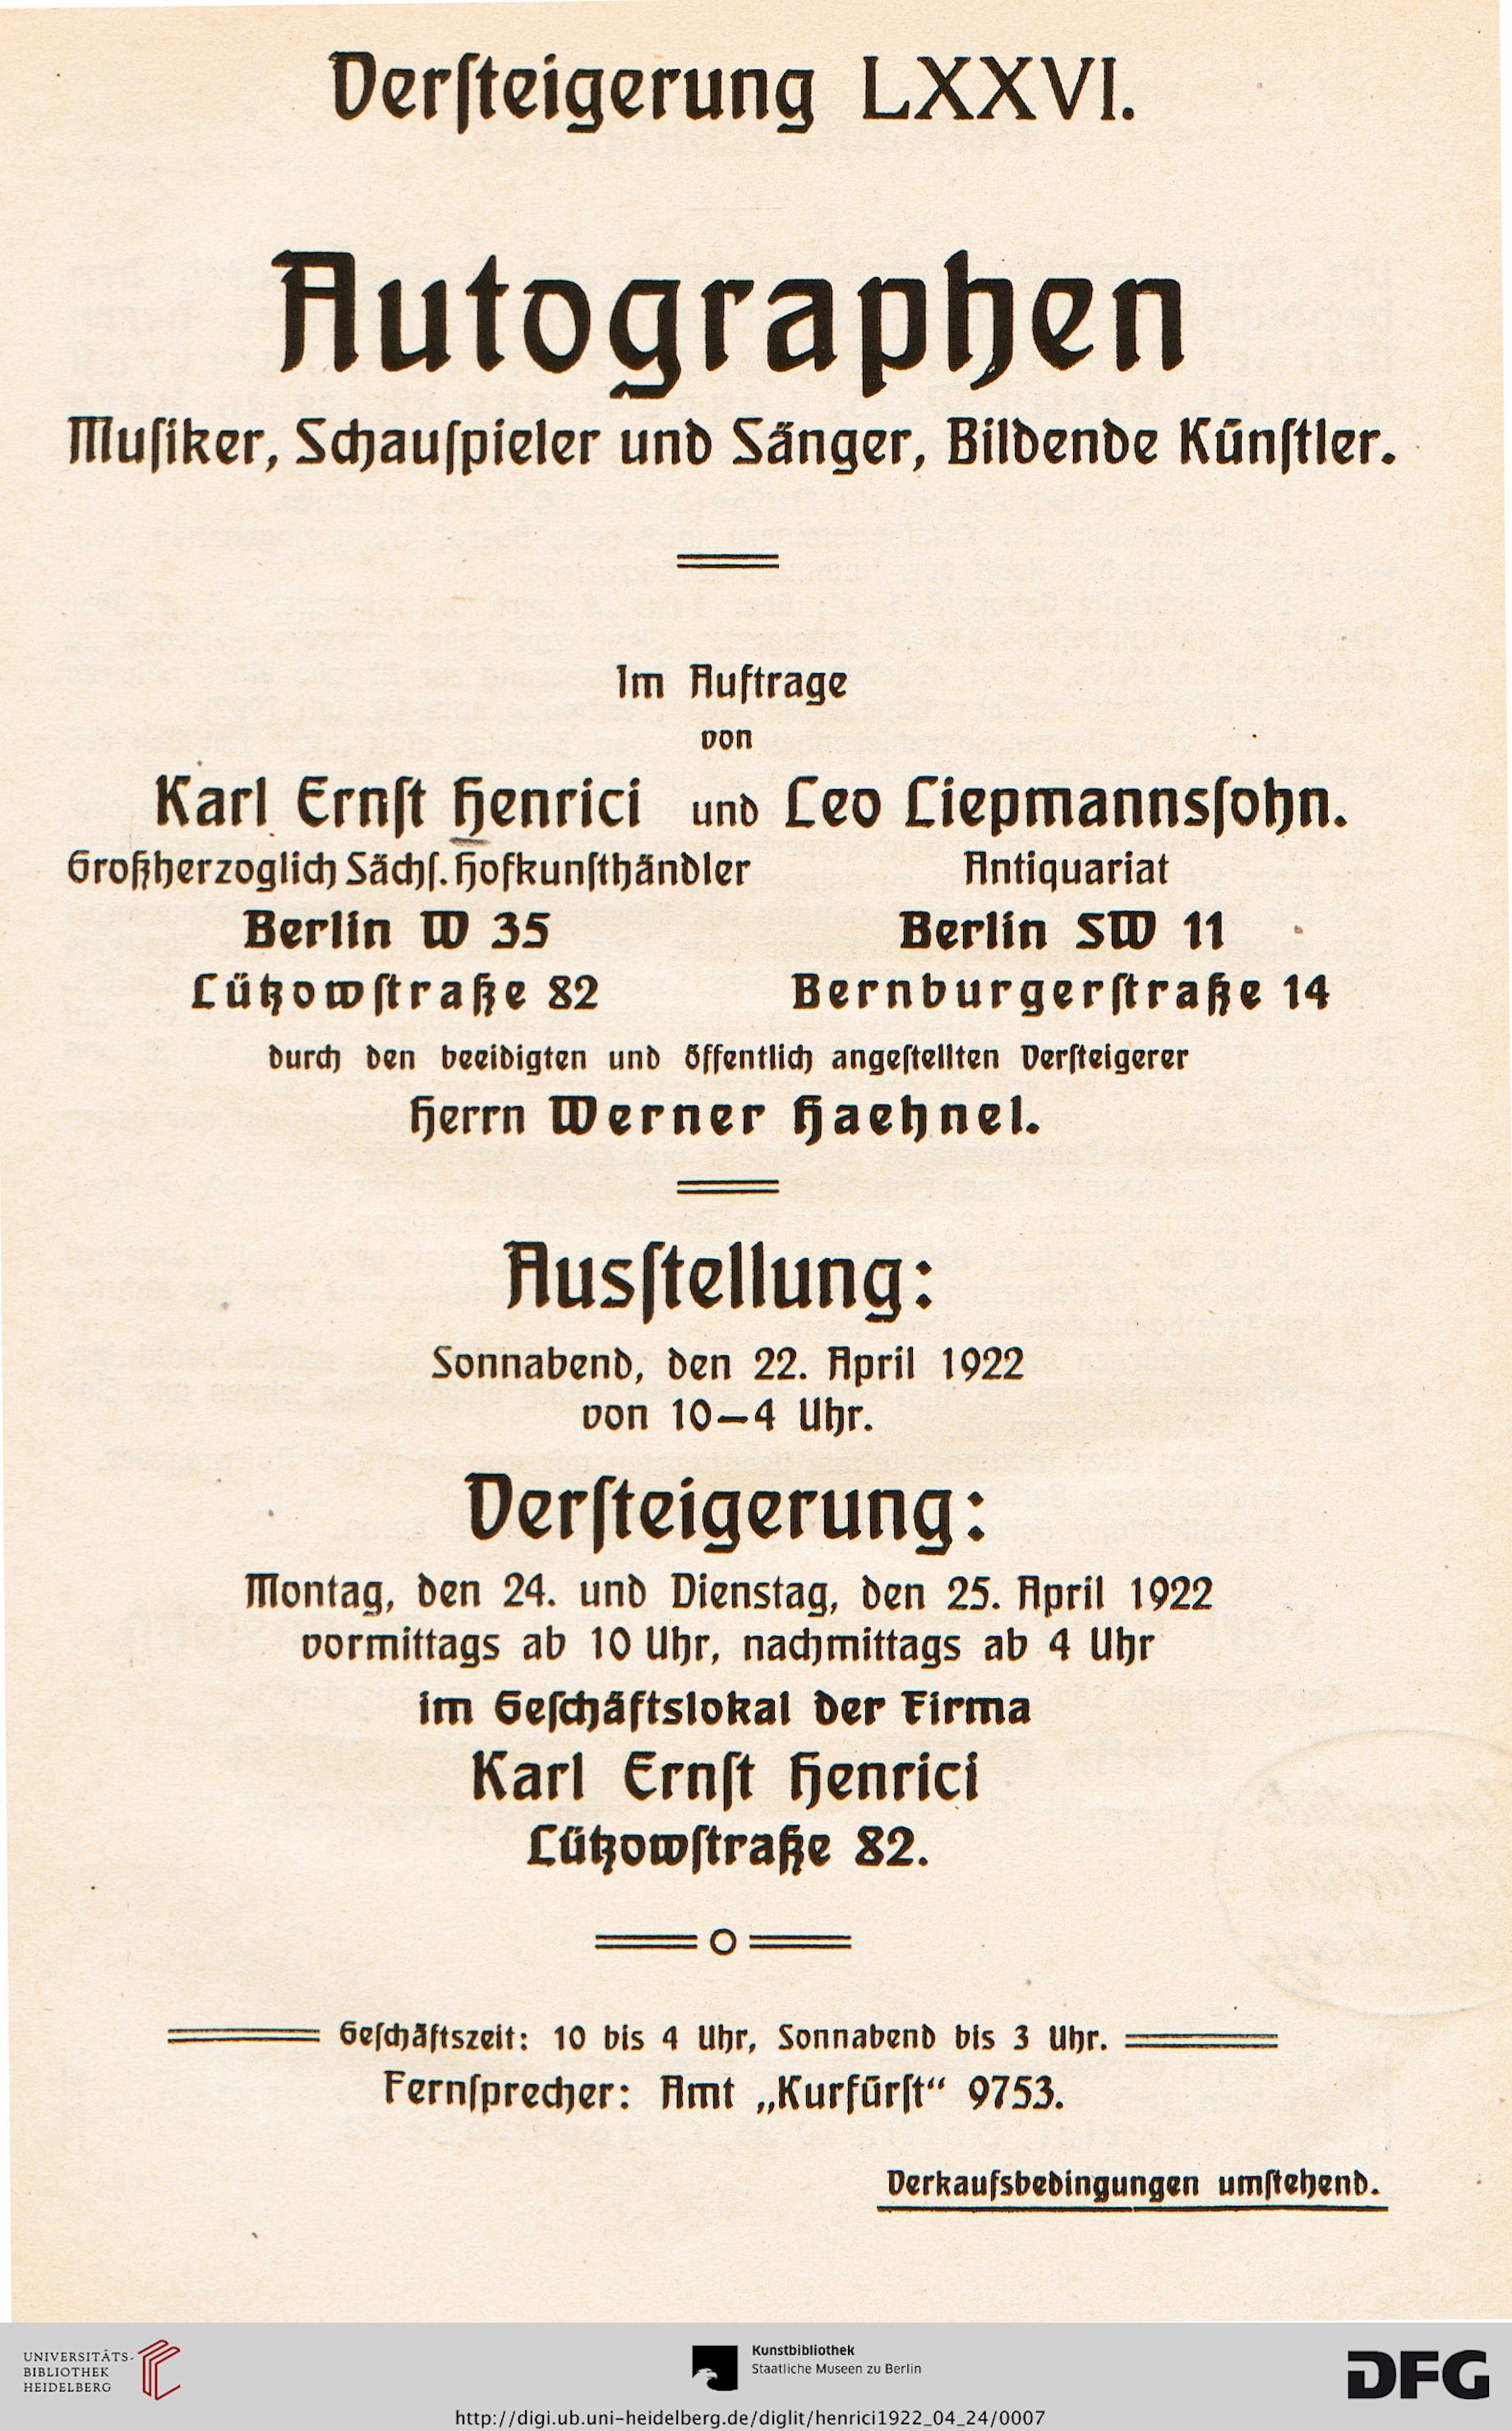 Verſteigerung LXXVI.
Autographen
Muſiker, Schauſpieler und Sänger, Bildende Künſtler.
Im Auftrage
von
Karl Ernſt Henrici und Leo Liepmannsſohn.
Großherzoglich Sächſ. Hofkunſthändler Antiquariat
Berlin W 35 Berlin SW 11
Lützowſtraße 82 Bernburgerſtraße 14
durch den beeidigten und öffentlich angeſtellten Verſteigerer
Herrn Werner Haehnel.
Ausſtellung:
Sonnabend, den 22. April 1922
von 10—4 Uhr.
Verſteigerung:
Montag, den 24. und Dienstag, den 25. April 1922
vormittags ab 10 Uhr, nachmittags ab 4 Uhr
im Geſchäftslokal der Firma
Karl Ernſt Henrici
Lützowſtraße 82.
Geſchäftszeit: 10 bis 4 Uhr, Sonnabend bis 3 Uhr.
Fernſprecher: Amt „Kurfürſt“ 9753.
Verkaufsbedingungen umſtehend.
UNIVERSITÄTS-
BIBLIOTHEK
HEIDELBERG
Kunstbibliothek
Staatliche Museen zu Berlin
DFG
http://digi.ub.uni-heidelberg.de/diglit/henrici1922_04_24/0007